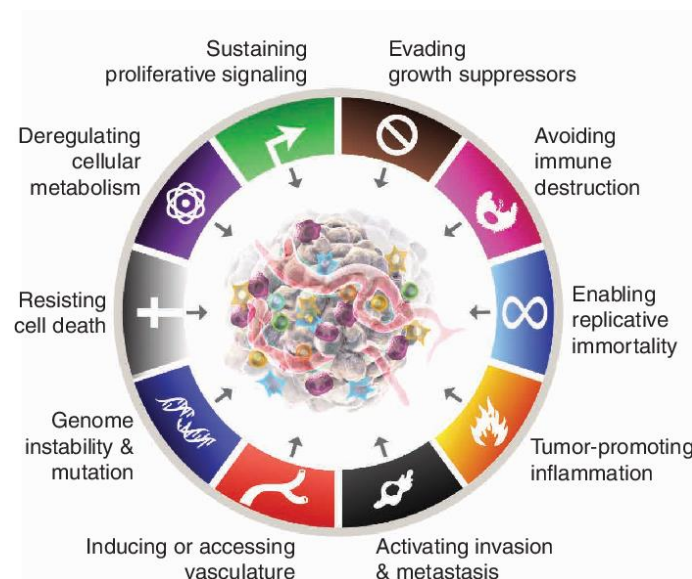 Sustaining
proliferative signaling
Evading
growth suppressors
Avoiding
immune
destruction
Enabling
replicative
immortality
Tumor-promoting
inflammation
Activating invasion
& metastasis
Inducing or accessing
vasculature
Genome
instability &
mutation
Resisting
cell death
Deregulating
cellular
metabolism